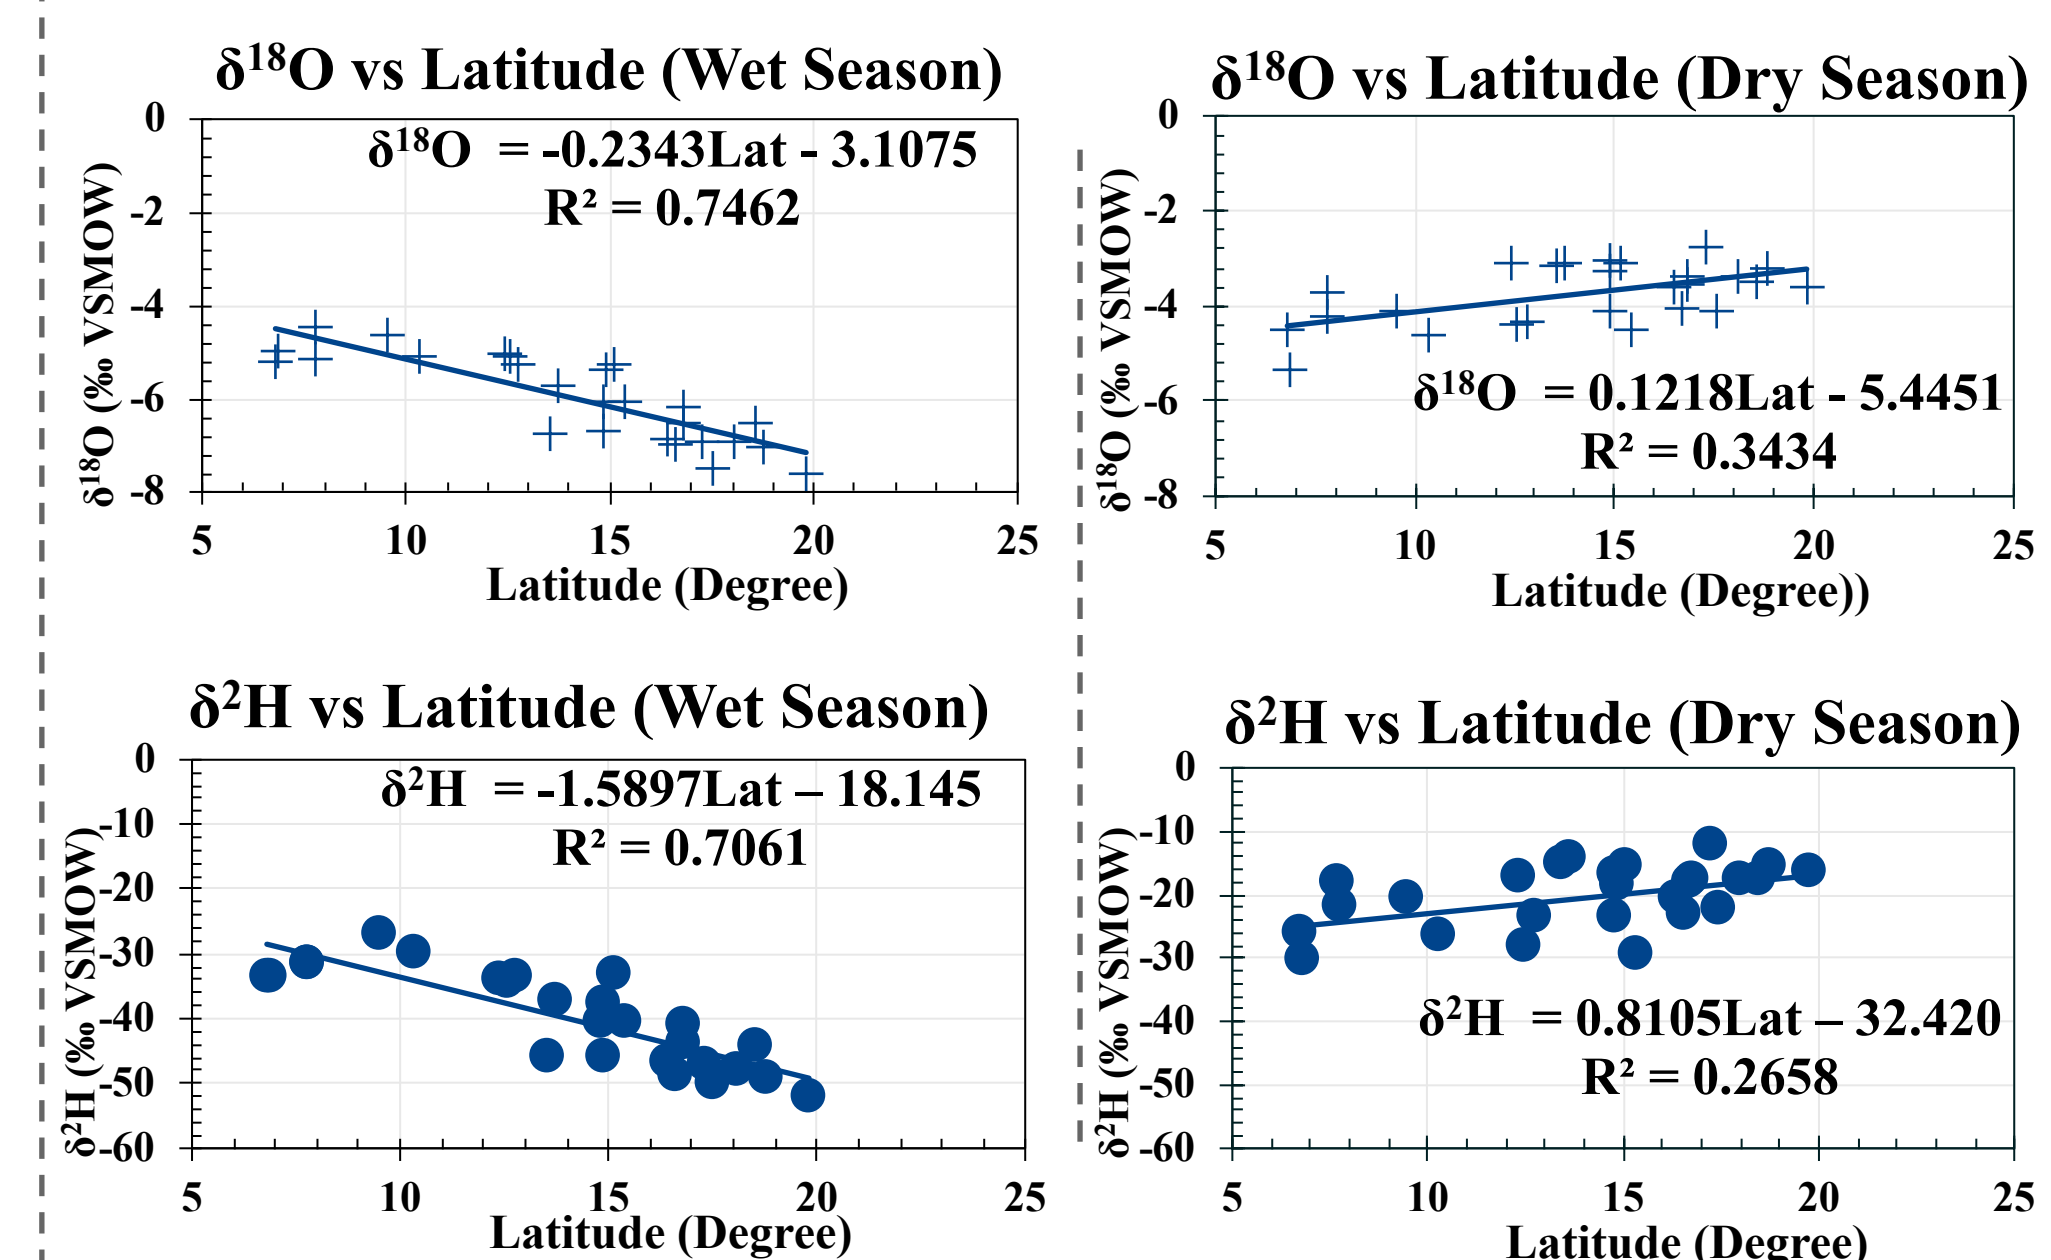 δ¹⁸O vs Latitude (Wet Season)
δ¹⁸O = -0.2343Lat - 3.1075
R² = 0.7462
δ¹⁸O (‰ VSMOW)
0
-2
-4
-6
-8
5 10 15 20 25
Latitude (Degree)
δ¹⁸O vs Latitude (Dry Season)
δ¹⁸O (‰ VSMOW)
0
-2
-4
-6
-8
δ¹⁸O = 0.1218Lat - 5.4451
R² = 0.3434
5 10 15 20 25
Latitude (Degree))
δ²H vs Latitude (Wet Season)
δ²H = -1.5897Lat – 18.145
R² = 0.7061
δ²H (‰ VSMOW)
0
-10
-20
-30
-40
-50
-60
5 10 15 20 25
Latitude (Degree)
δ²H vs Latitude (Dry Season)
δ²H (‰ VSMOW)
0
-10
-20
-30
-40
-50
-60
δ²H = 0.8105Lat – 32.420
R² = 0.2658
5 10 15 20 25
Latitude (Degree)